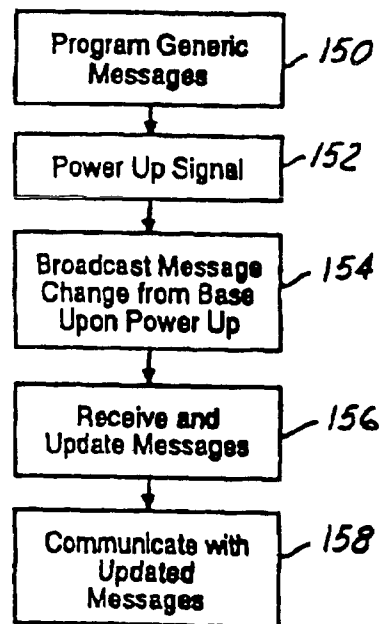 Program Generic
Messages
150
Power Up Signal
152
Broadcast Message
Change from Base
Upon Power Up
154
Receive and
Update Messages
156
Communicate with
Updated
Messages
158